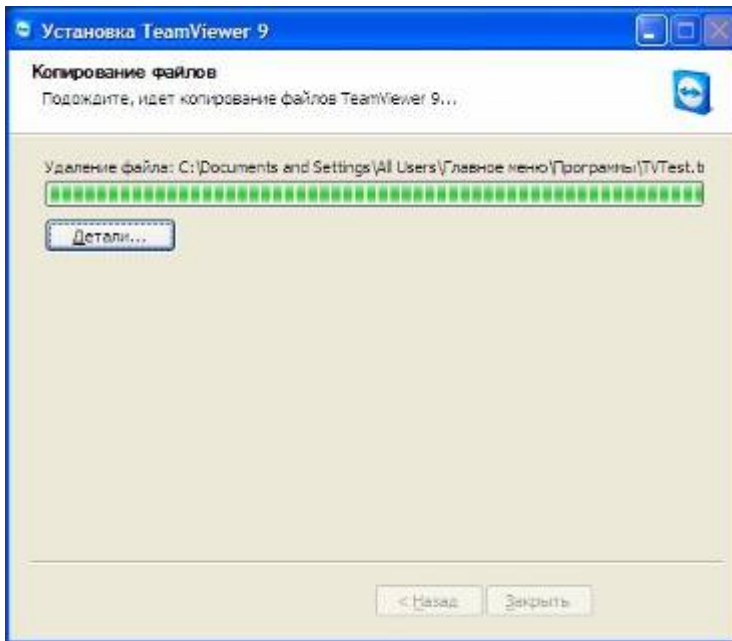 Установка TeamViewer 9
Копирование файлов
Подождите, идет копирование файлов TeamViewer 9...
Удаление файла: C:\Documents and Settings\All Users\Главное меню\Программы\TVTest.b
Детали...
< Назад
Закрыть